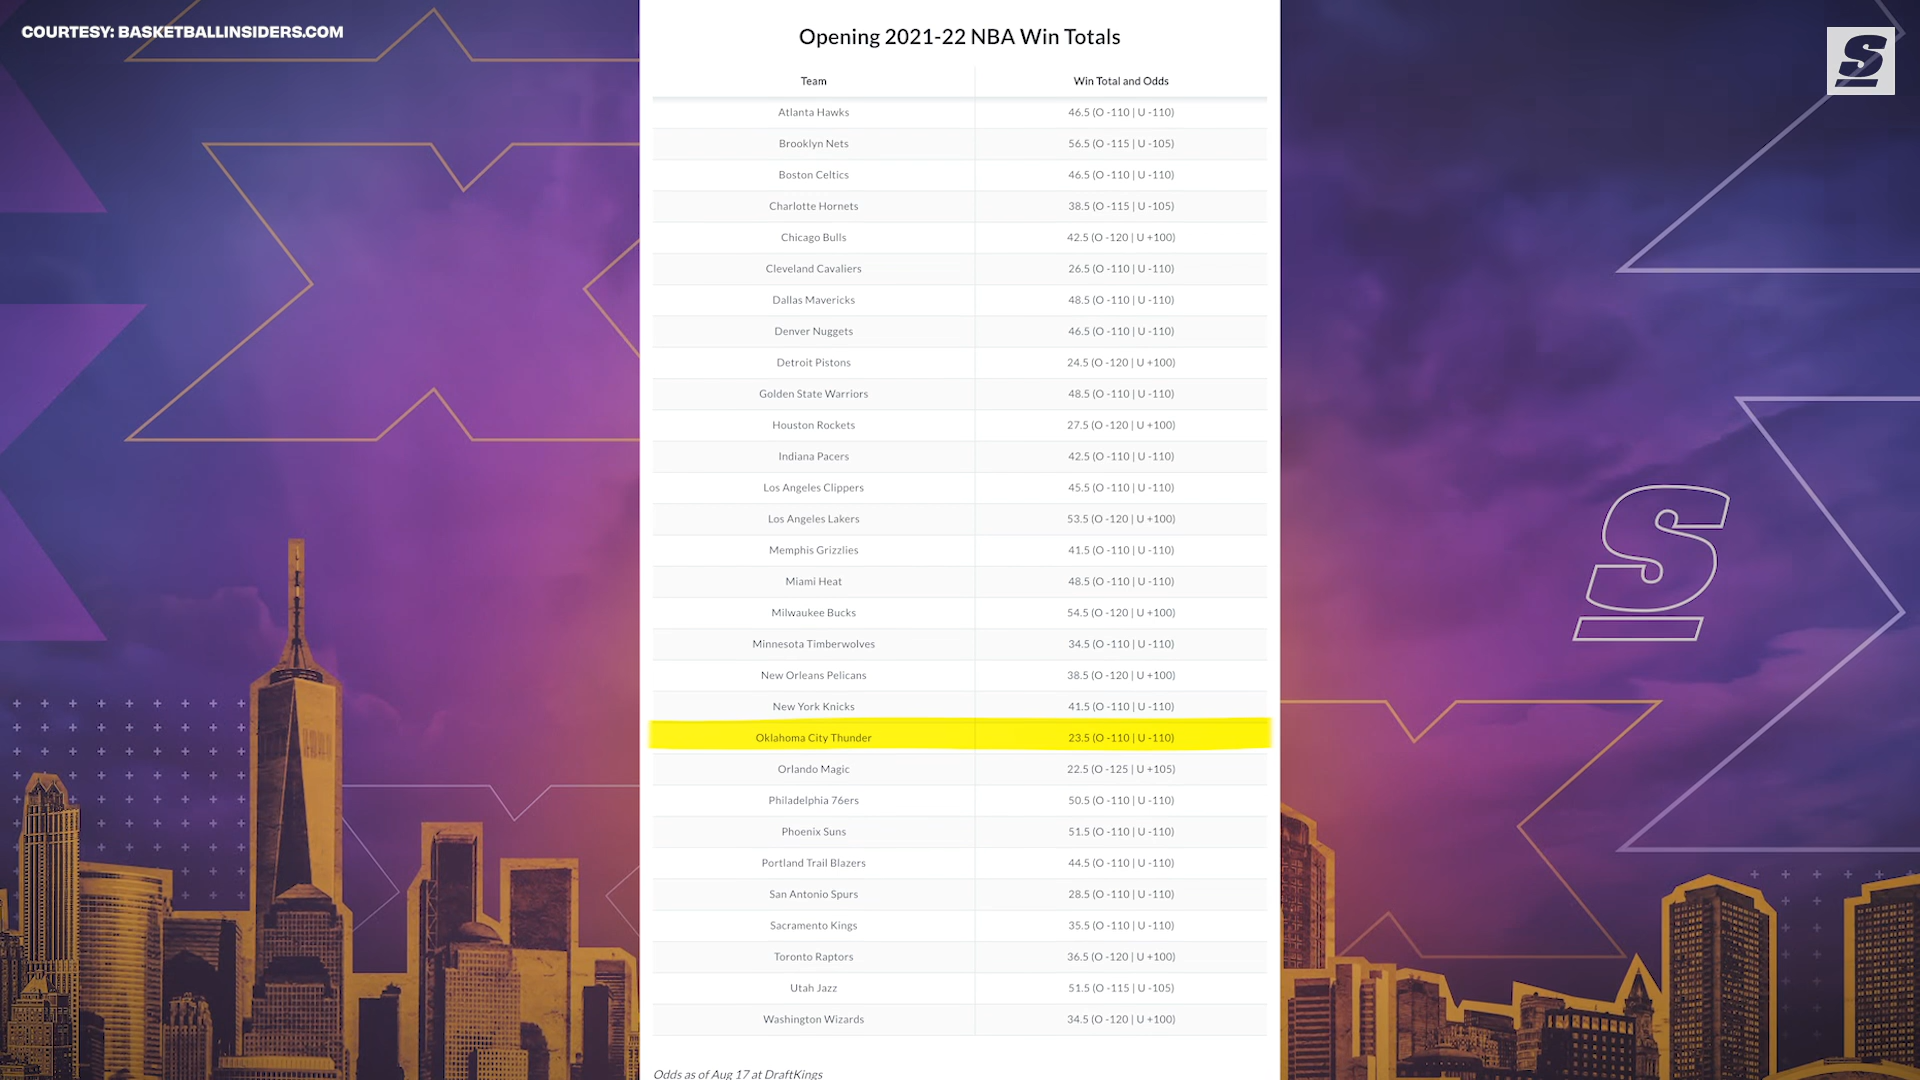 COURTESY: BASKETBALLINSIDERS.COM
S
Opening 2021-22 NBA Win Totals
Team Win Total and Odds
Atlanta Hawks 46.5 (O -110 | U -110)
Brooklyn Nets 56.5 (O -115 | U -105)
Boston Celtics 46.5 (O -110 | U -110)
Charlotte Hornets 38.5 (O -115 | U -105)
Chicago Bulls 42.5 (O -120 | U +100)
Cleveland Cavaliers 26.5 (O -110 | U -110)
Dallas Mavericks 48.5 (O -110 | U -110)
Denver Nuggets 46.5 (O -110 | U -110)
Detroit Pistons 24.5 (O -120 | U +100)
Golden State Warriors 48.5 (O -110 | U -110)
Houston Rockets 27.5 (O -120 | U +100)
Indiana Pacers 42.5 (O -110 | U -110)
Los Angeles Clippers 45.5 (O -110 | U -110)
Los Angeles Lakers 53.5 (O -120 | U +100)
Memphis Grizzlies 41.5 (O -110 | U -110)
Miami Heat 48.5 (O -110 | U -110)
Milwaukee Bucks 54.5 (O -120 | U +100)
Minnesota Timberwolves 34.5 (O -110 | U -110)
New Orleans Pelicans 38.5 (O -120 | U +100)
New York Knicks 41.5 (O -110 | U -110)
Oklahoma City Thunder 23.5 (O -110 | U -110)
Orlando Magic 22.5 (O -125 | U +105)
Philadelphia 76ers 50.5 (O -110 | U -110)
Phoenix Suns 51.5 (O -110 | U -110)
Portland Trail Blazers 44.5 (O -110 | U -110)
San Antonio Spurs 28.5 (O -110 | U -110)
Sacramento Kings 35.5 (O -110 | U -110)
Toronto Raptors 36.5 (O -120 | U +100)
Utah Jazz 51.5 (O -115 | U -105)
Washington Wizards 34.5 (O -120 | U +100)
Odds as of Aug 17 at DraftKings
S